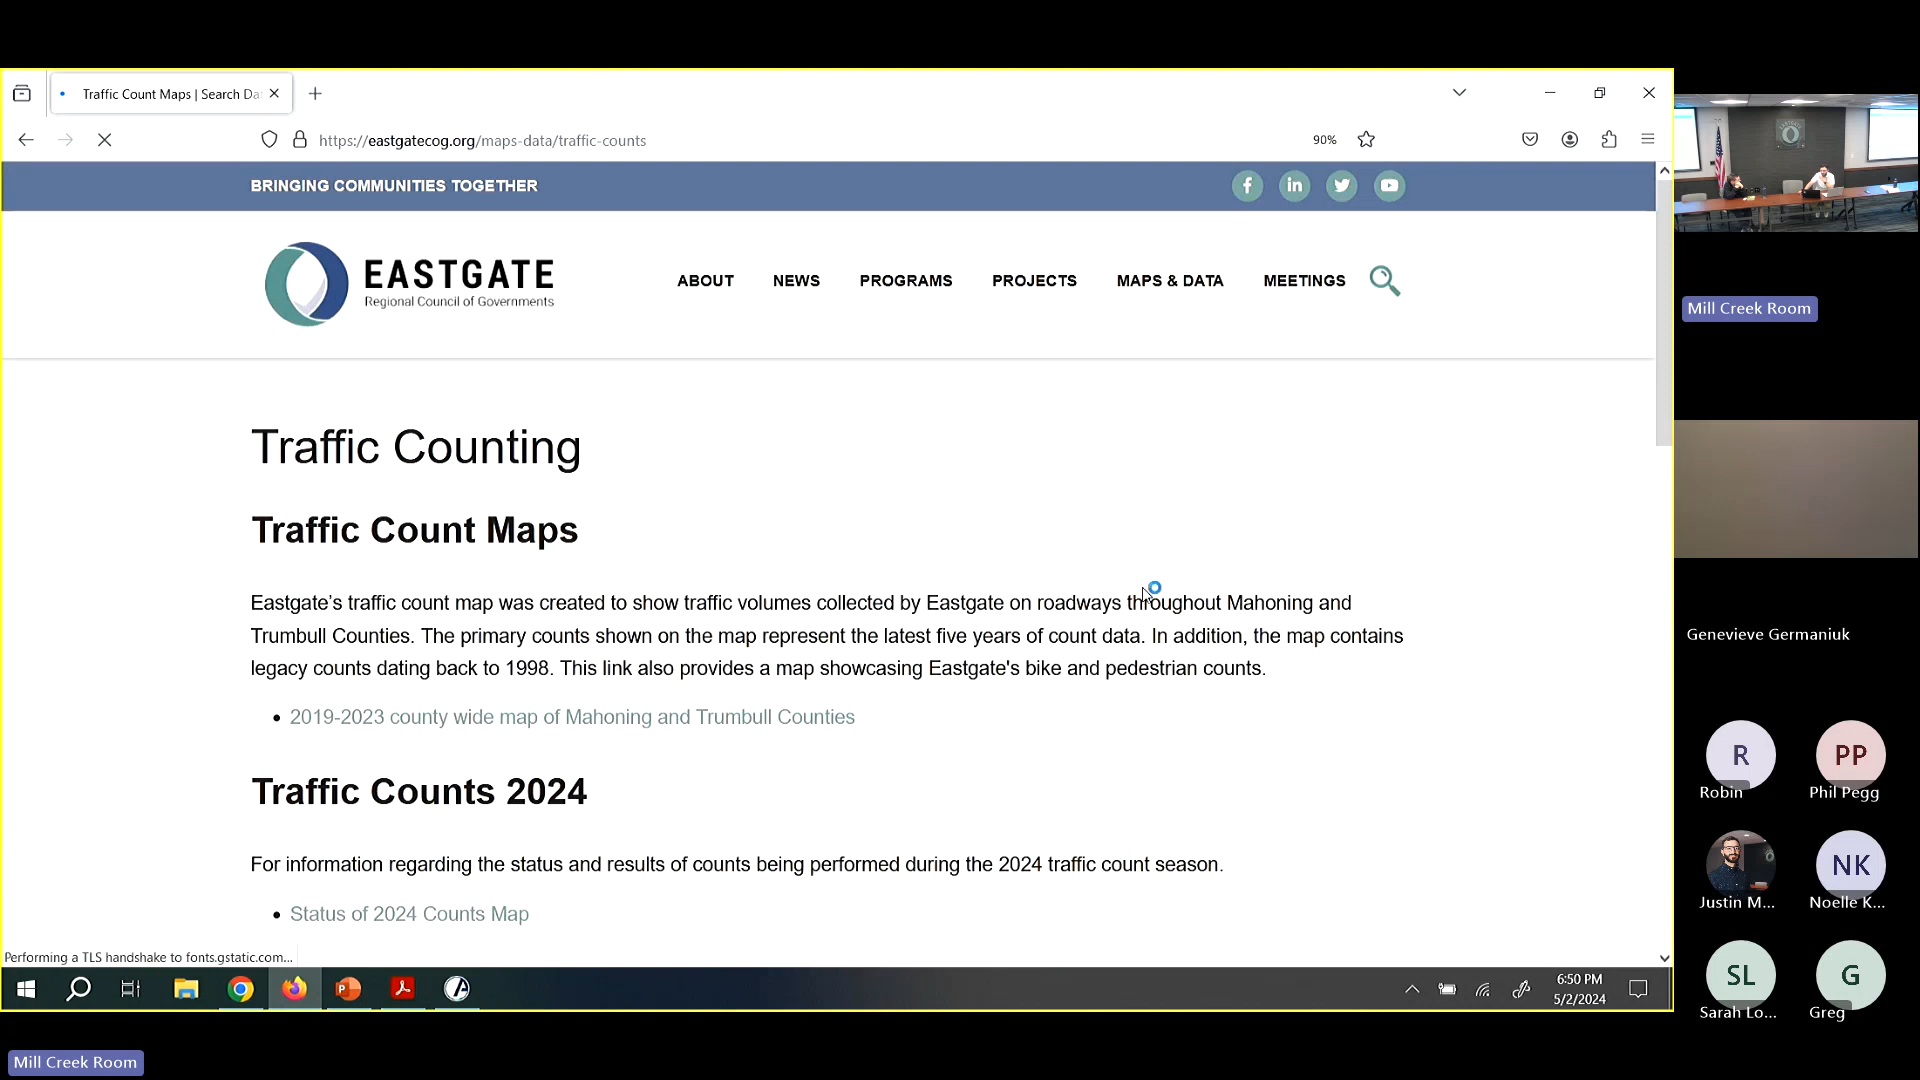 Traffic Count Maps | Search Da
https://eastgatecog.org/maps-data/traffic-counts
90%
BRINGING COMMUNITIES TOGETHER
EASTGATE
Regional Council of Governments
ABOUT NEWS PROGRAMS PROJECTS MAPS & DATA MEETINGS
Traffic Counting
Traffic Count Maps
Eastgate’s traffic count map was created to show traffic volumes collected by Eastgate on roadways throughout Mahoning and
Trumbull Counties. The primary counts shown on the map represent the latest five years of count data. In addition, the map contains
legacy counts dating back to 1998. This link also provides a map showcasing Eastgate's bike and pedestrian counts.
• 2019-2023 county wide map of Mahoning and Trumbull Counties
Traffic Counts 2024
For information regarding the status and results of counts being performed during the 2024 traffic count season.
• Status of 2024 Counts Map
Performing a TLS handshake to fonts.gstatic.com...
6:50 PM
5/2/2024
Mill Creek Room
Mill Creek Room
Genevieve Germaniuk
R PP
Robin Phil Pegg
NK
Justin M... Noelle K...
SL G
Sarah Lo... Greg